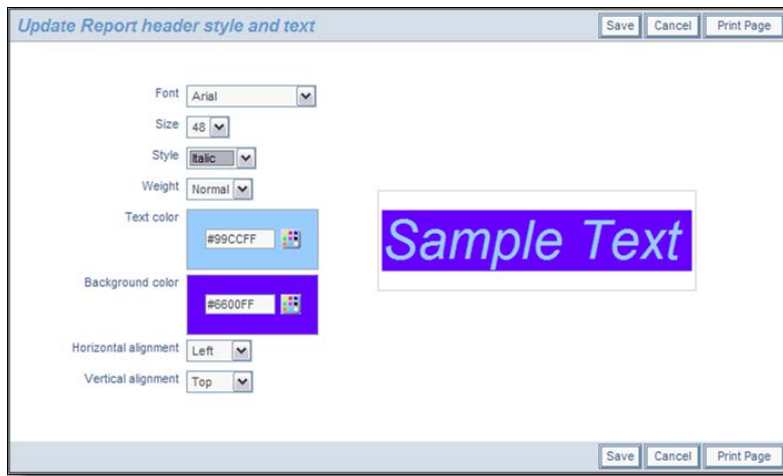 Update Report header style and text
Save Cancel Print Page
Font Arial
Size 48
Style Italic
Weight Normal
Text color
#99CCFF
Background color
#6600FF
Sample Text
Horizontal alignment Left
Vertical alignment Top
Save Cancel Print Page